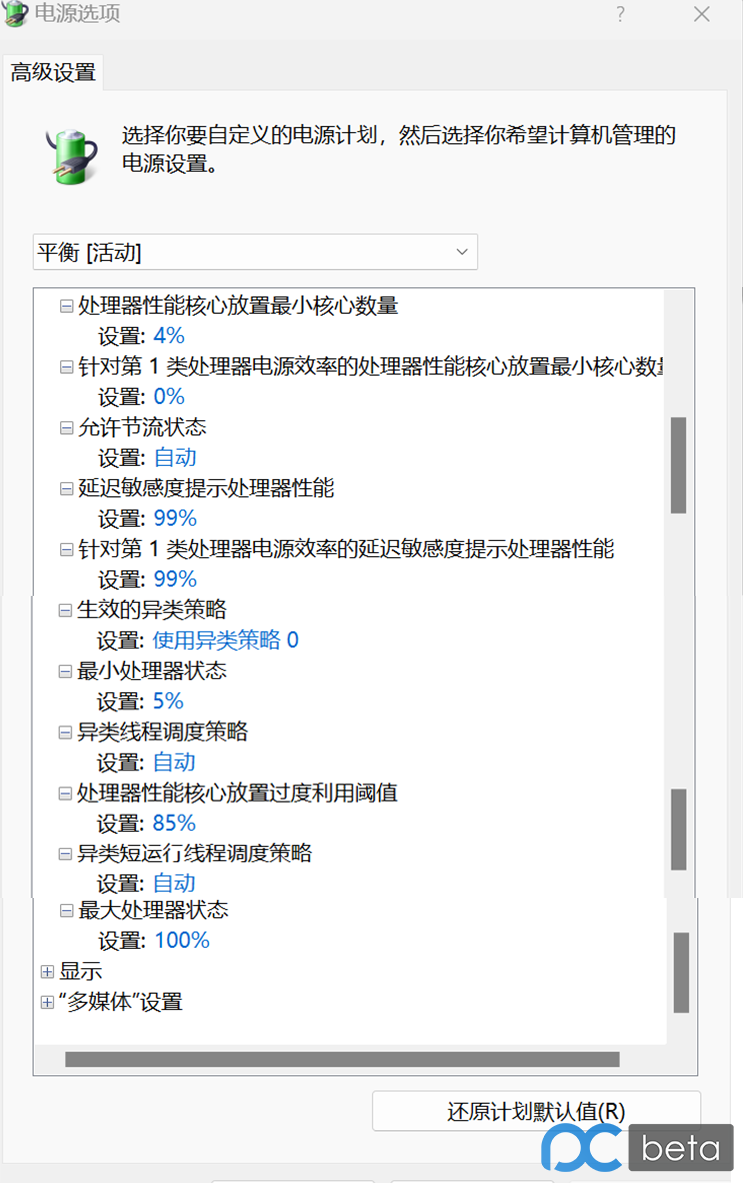 电源选项
?
高级设置
选择你要自定义的电源计划，然后选择你希望计算机管理的
电源设置。
平衡 [活动]
处理器性能核心放置最小核心数量
设置: 4%
针对第 1 类处理器电源效率的处理器性能核心放置最小核心数
设置: 0%
允许节流状态
设置: 自动
延迟敏感度提示处理器性能
设置: 99%
针对第 1 类处理器电源效率的延迟敏感度提示处理器性能
设置: 99%
生效的异类策略
设置: 使用异类策略 0
最小处理器状态
设置: 5%
异类线程调度策略
设置: 自动
处理器性能核心放置过度利用阈值
设置: 85%
异类短运行线程调度策略
设置: 自动
最大处理器状态
设置: 100%
显示
“多媒体”设置
还原计划默认值(R)
pc beta